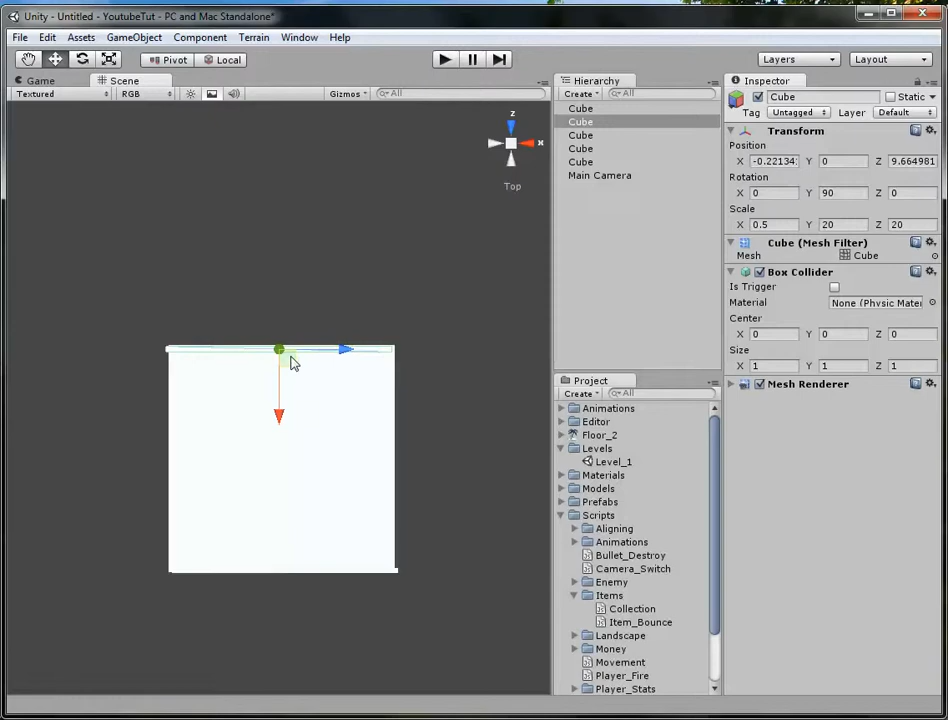 Unity - Untitled - YoutubeTut - PC and Mac Standalone*
File Edit Assets GameObject Component Terrain Window Help
Pivot Local Layers Layout
Game Scene
Textured RGB Gizmos All
Hierarchy
Create All
Cube
Cube
Cube
Cube
Cube
Main Camera
z
x
Top
Project
Create All
Animations
Editor
Floor_2
Levels
Level_1
Materials
Models
Prefabs
Scripts
Aligning
Animations
Bullet_Destroy
Camera_Switch
Enemy
Items
Collection
Item_Bounce
Landscape
Money
Movement
Player_Fire
Player_Stats
Inspector
Cube Static
Tag Untagged Layer Default
Transform
Position
X -0.22134 Y 0 Z 9.664981
Rotation
X 0 Y 90 Z 0
Scale
X 0.5 Y 20 Z 20
Cube (Mesh Filter)
Mesh Cube
Box Collider
Is Trigger
Material None (Physic Mater
Center
X 0 Y 0 Z 0
Size
X 1 Y 1 Z 1
Mesh Renderer